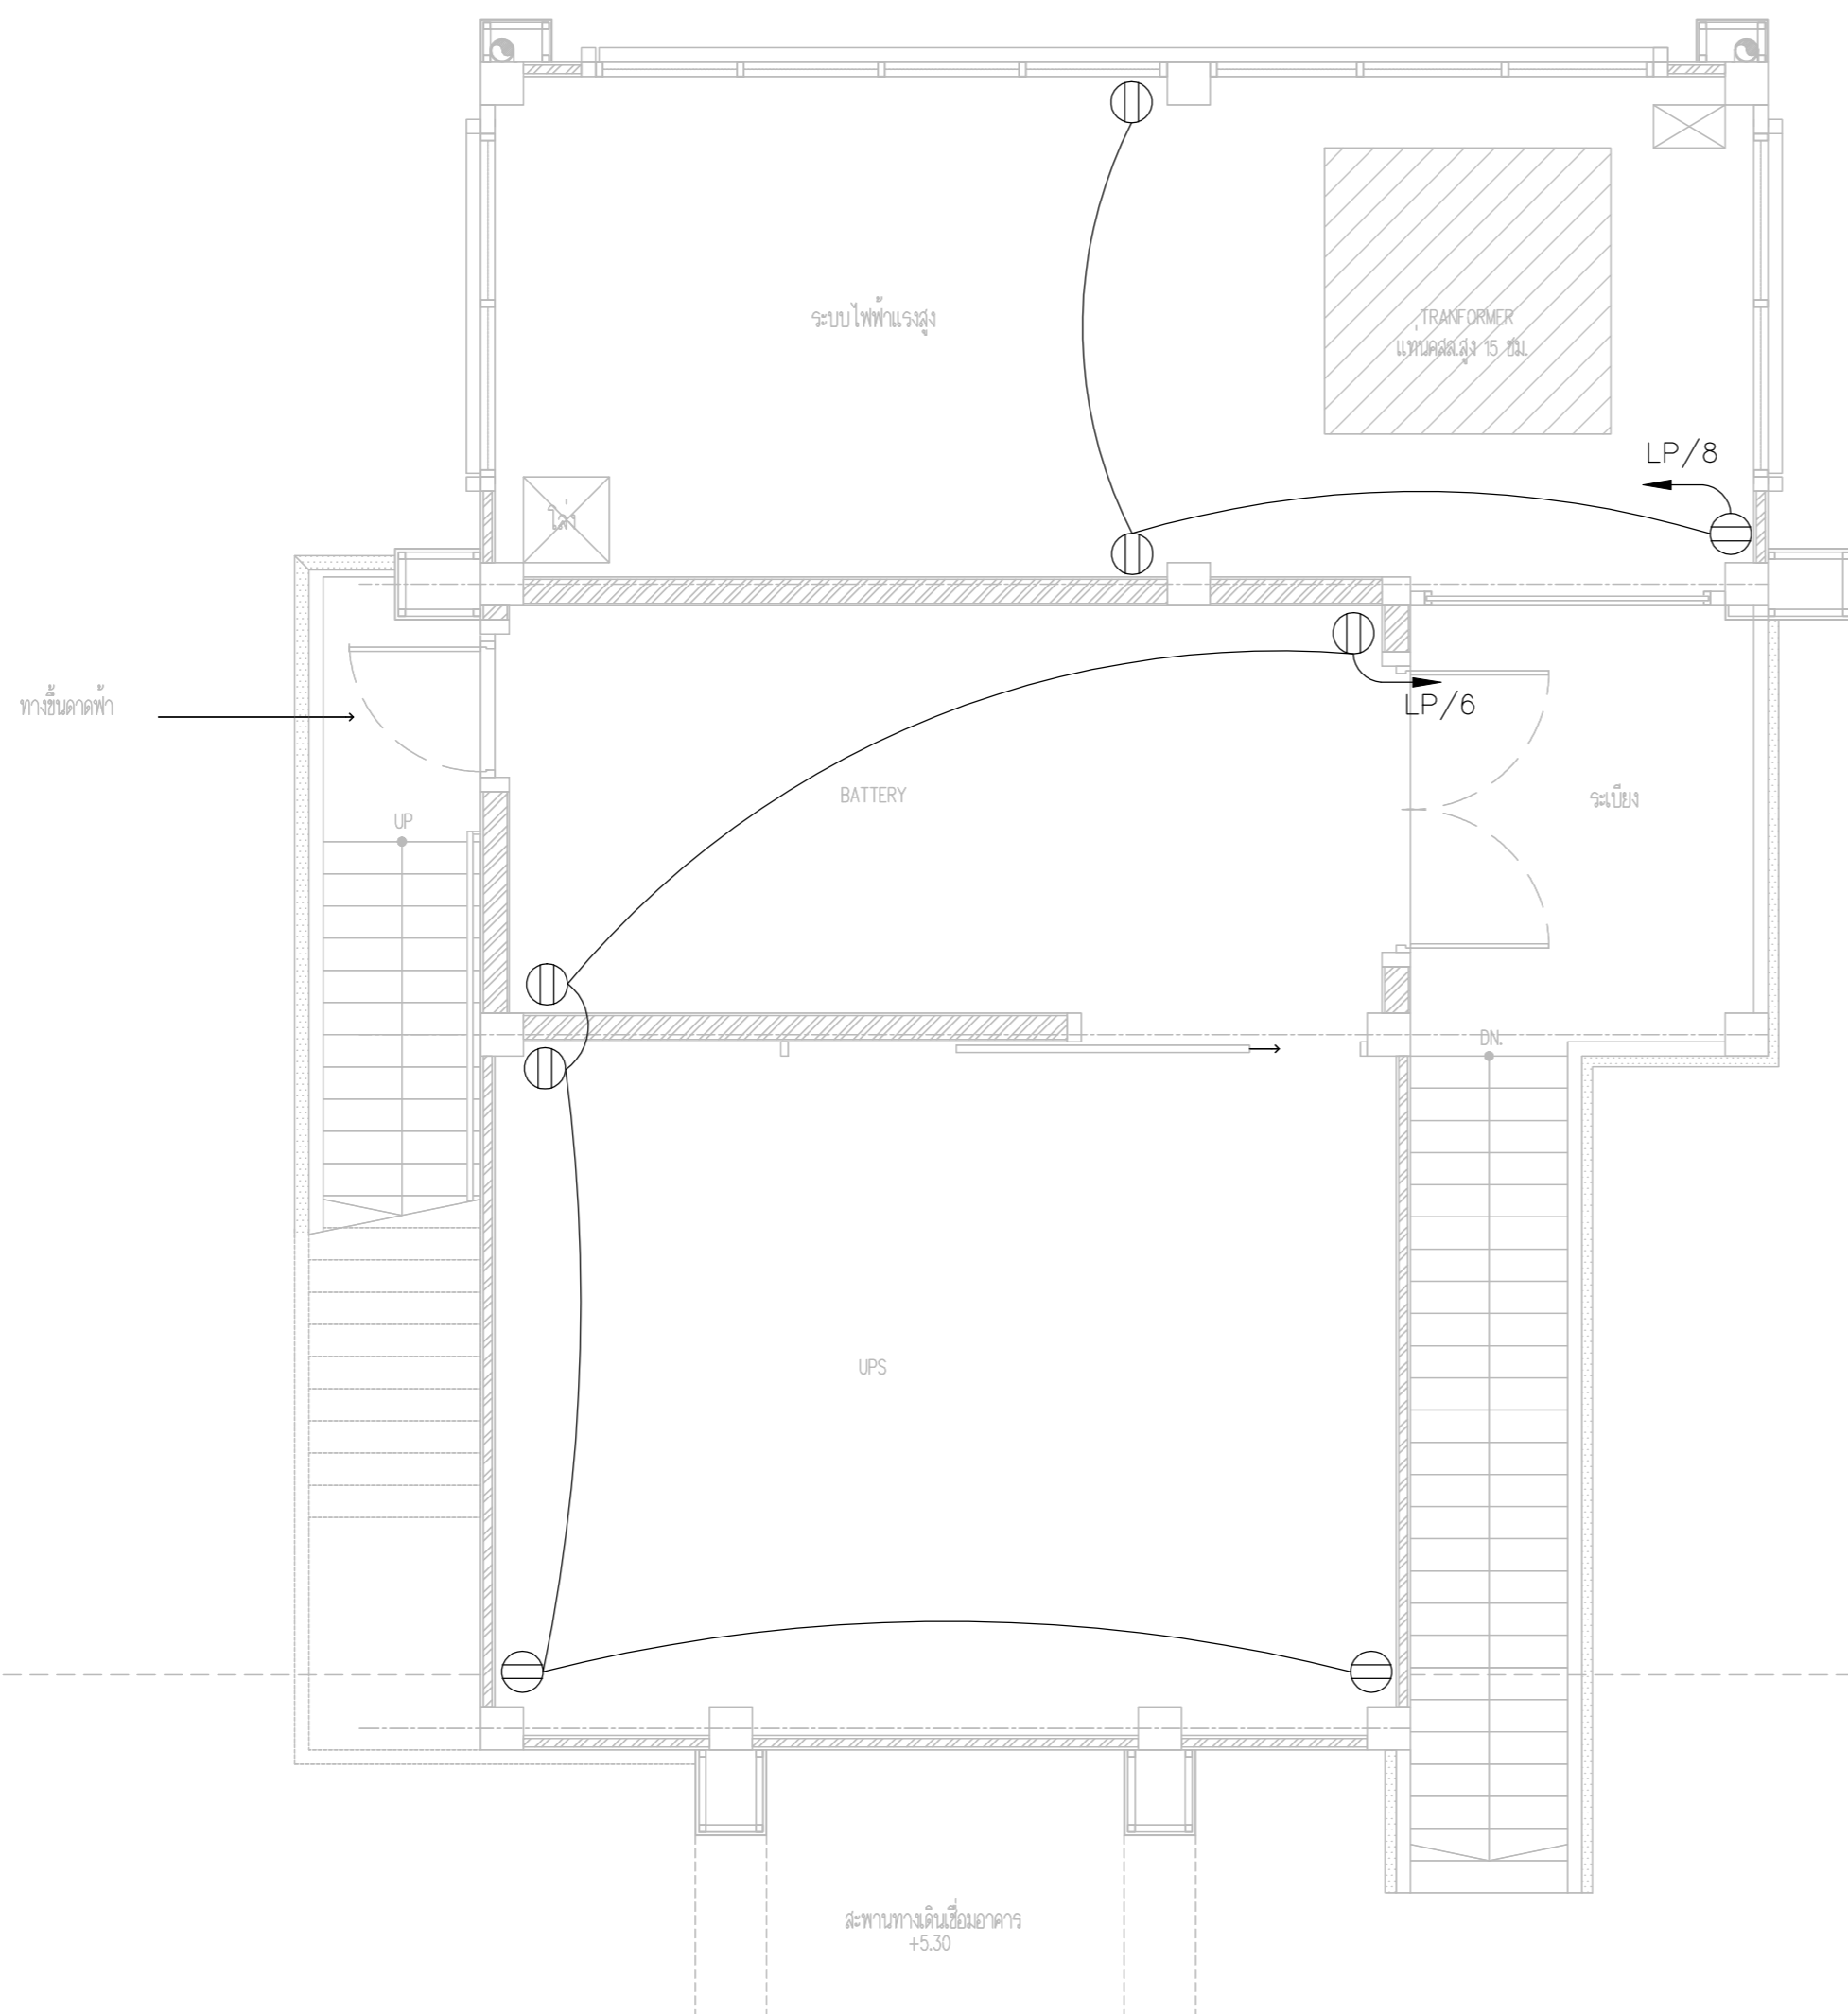 ระบบไฟฟ้าแรงสูง
TRANFORMER
แท่นคสล.สูง 15 ซม.
LP/8
โล่ง
LP/6
ทางขึ้นดาดฟ้า
BATTERY
ระเบียง
UP
DN.
UPS
สะพานทางเดินเชื่อมอาคาร
+5.30